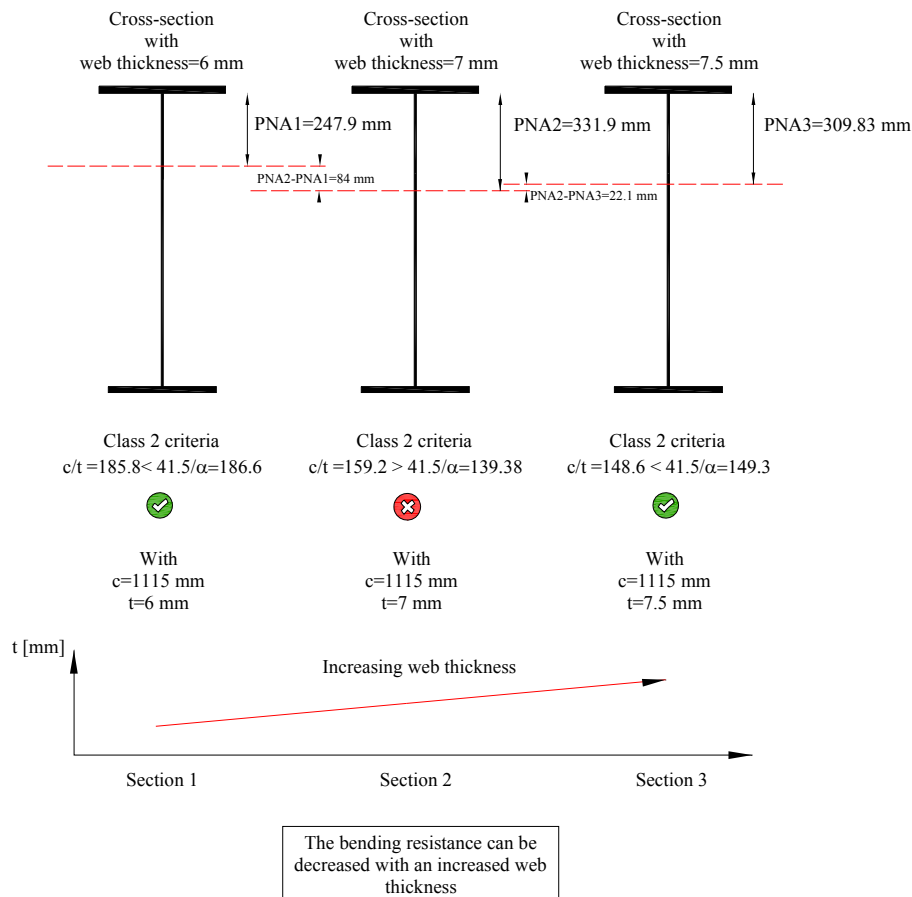 Cross-section
with
web thickness=6 mm
Cross-section
with
web thickness=7 mm
Cross-section
with
web thickness=7.5 mm
PNA1=247.9 mm
PNA2=331.9 mm
PNA3=309.83 mm
PNA2-PNA1=84 mm
PNA2-PNA3=22.1 mm
Class 2 criteria
c/t =185.8< 41.5/α=186.6
Class 2 criteria
c/t =159.2 > 41.5/α=139.38
Class 2 criteria
c/t =148.6 < 41.5/α=149.3
With
c=1115 mm
t=6 mm
With
c=1115 mm
t=7 mm
With
c=1115 mm
t=7.5 mm
t [mm]
Increasing web thickness
Section 1
Section 2
Section 3
The bending resistance can be
decreased with an increased web
thickness